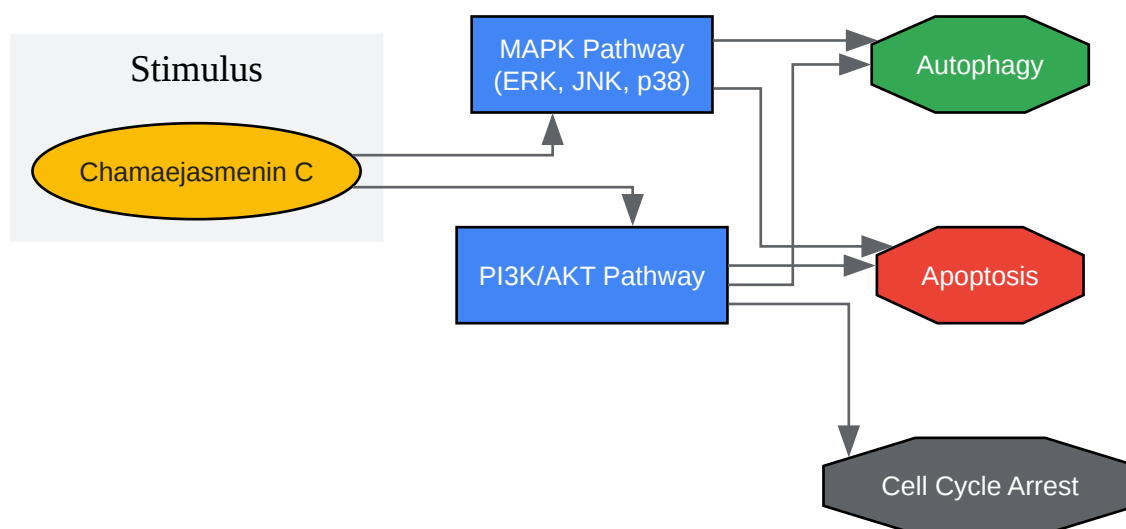 Stimulus
Chamaejasmenin C
MAPK Pathway
(ERK, JNK, p38)
PI3K/AKT Pathway
Autophagy
Apoptosis
Cell Cycle Arrest